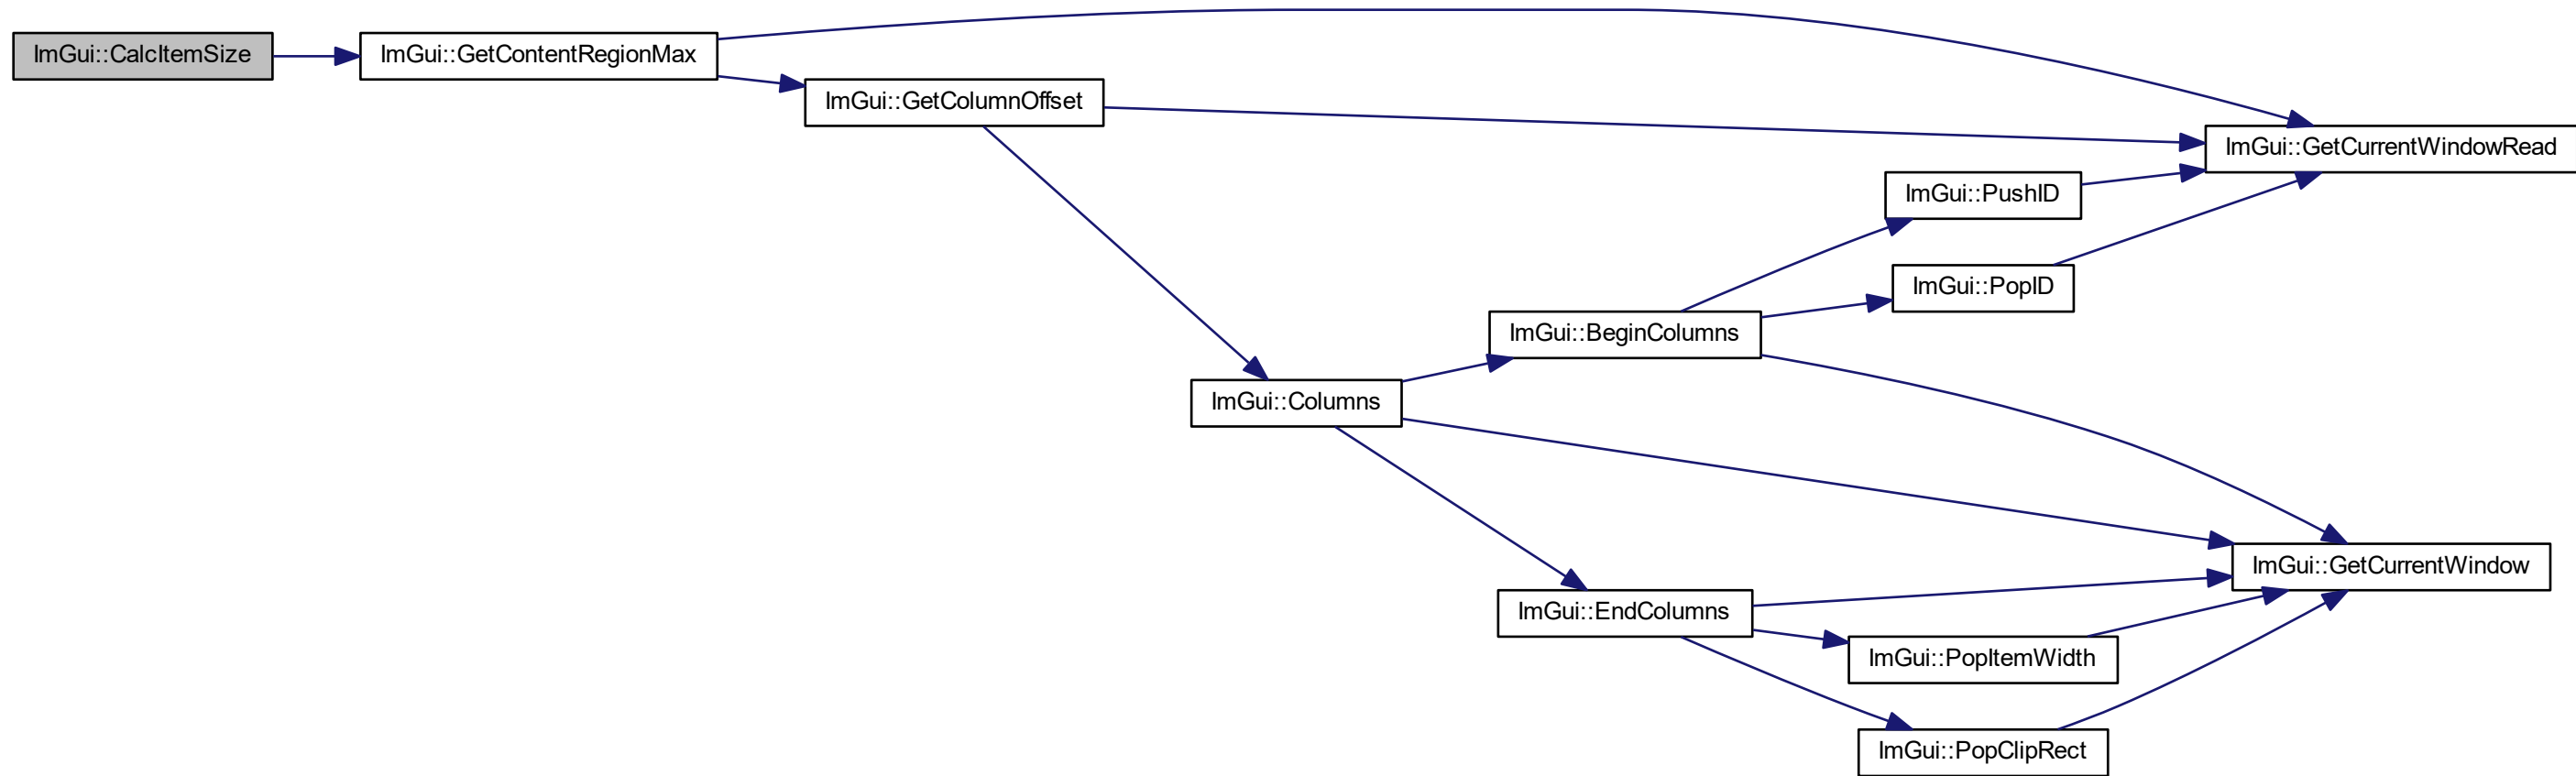 ImGui::CalcItemSize
ImGui::GetContentRegionMax
ImGui::GetColumnOffset
ImGui::GetCurrentWindowRead
ImGui::PushID
ImGui::PopID
ImGui::BeginColumns
ImGui::Columns
ImGui::GetCurrentWindow
ImGui::EndColumns
ImGui::PopItemWidth
ImGui::PopClipRect